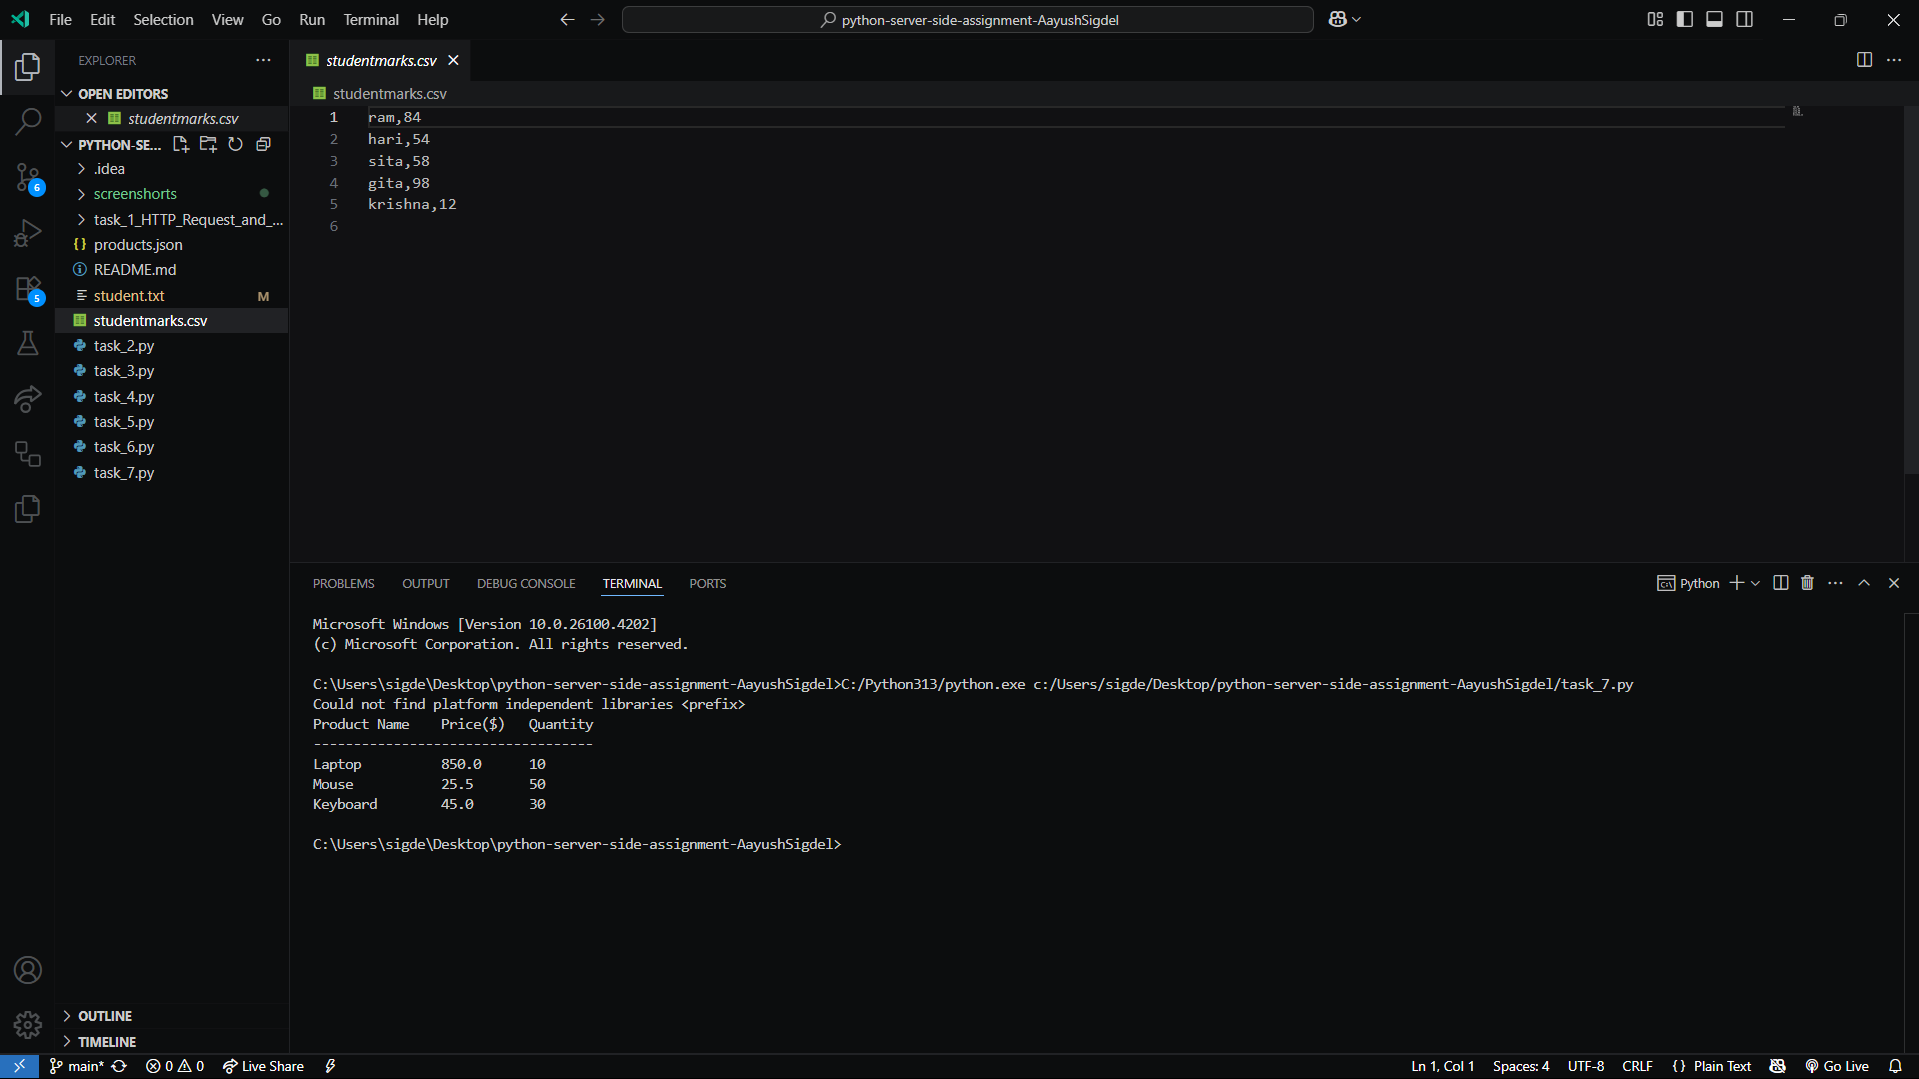 File Edit Selection View Go Run Terminal Help
python-server-side-assignment-AayushSigdel
EXPLORER
OPEN EDITORS
studentmarks.csv
PYTHON-SE...
.idea
screenshorts
task_1_HTTP_Request_and_...
{} products.json
README.md
student.txt M
studentmarks.csv
task_2.py
task_3.py
task_4.py
task_5.py
task_6.py
task_7.py
6
5
OUTLINE
TIMELINE
studentmarks.csv
studentmarks.csv
1 ram,84
2 hari,54
3 sita,58
4 gita,98
5 krishna,12
6
PROBLEMS OUTPUT DEBUG CONSOLE TERMINAL PORTS
Python
Microsoft Windows [Version 10.0.26100.4202]
(c) Microsoft Corporation. All rights reserved.
C:\Users\sigde\Desktop\python-server-side-assignment-AayushSigdel>C:/Python313/python.exe c:/Users/sigde/Desktop/python-server-side-assignment-AayushSigdel/task_7.py
Could not find platform independent libraries <prefix>
Product Name Price($) Quantity
-----------------------------------
Laptop 850.0 10
Mouse 25.5 50
Keyboard 45.0 30
C:\Users\sigde\Desktop\python-server-side-assignment-AayushSigdel>
main* 0 0 Live Share
Ln 1, Col 1 Spaces: 4 UTF-8 CRLF {} Plain Text Go Live